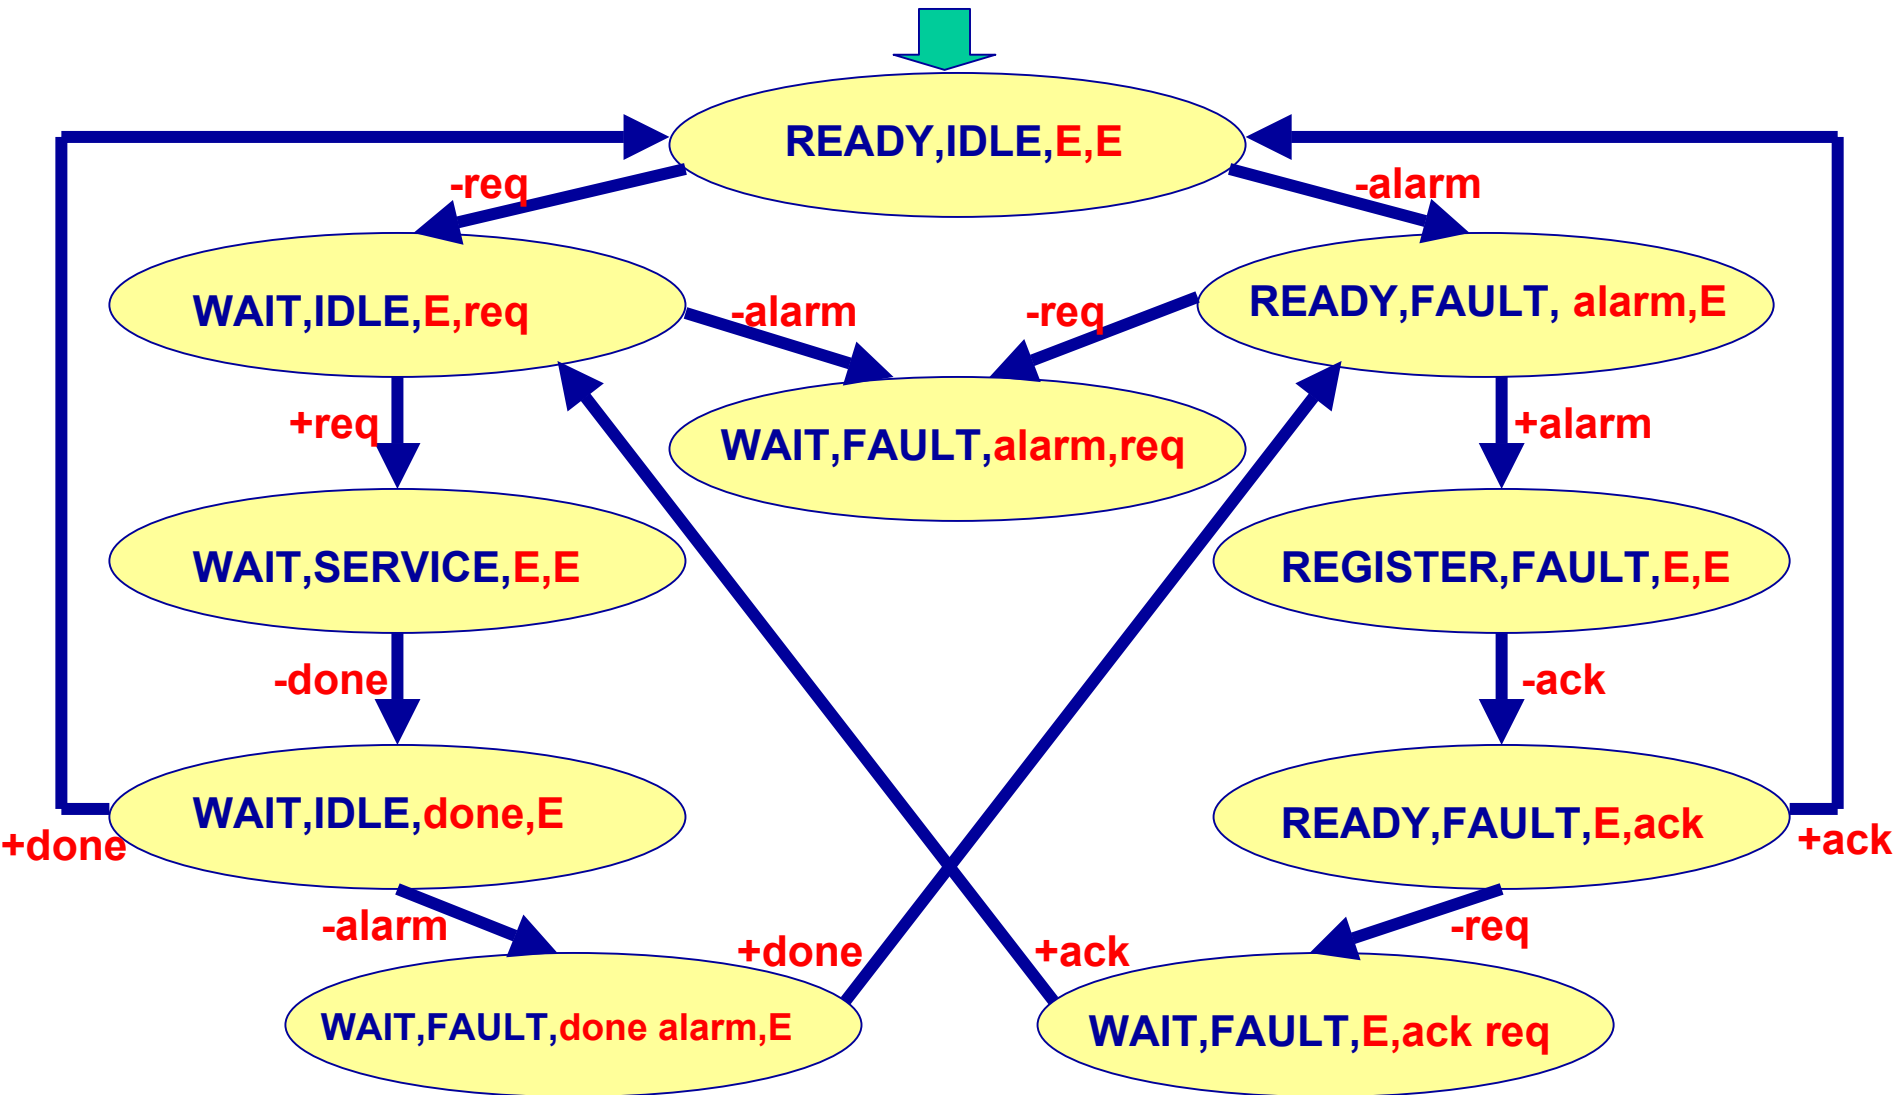 READY,IDLE,E,E
-req
-alarm
WAIT,IDLE,E,req
-alarm
-req
READY,FAULT, alarm,E
+req
WAIT,FAULT,alarm,req
+alarm
WAIT,SERVICE,E,E
REGISTER,FAULT,E,E
-done
-ack
WAIT,IDLE,done,E
READY,FAULT,E,ack
+done
+ack
-alarm
+done
+ack
-req
WAIT,FAULT,done alarm,E
WAIT,FAULT,E,ack req